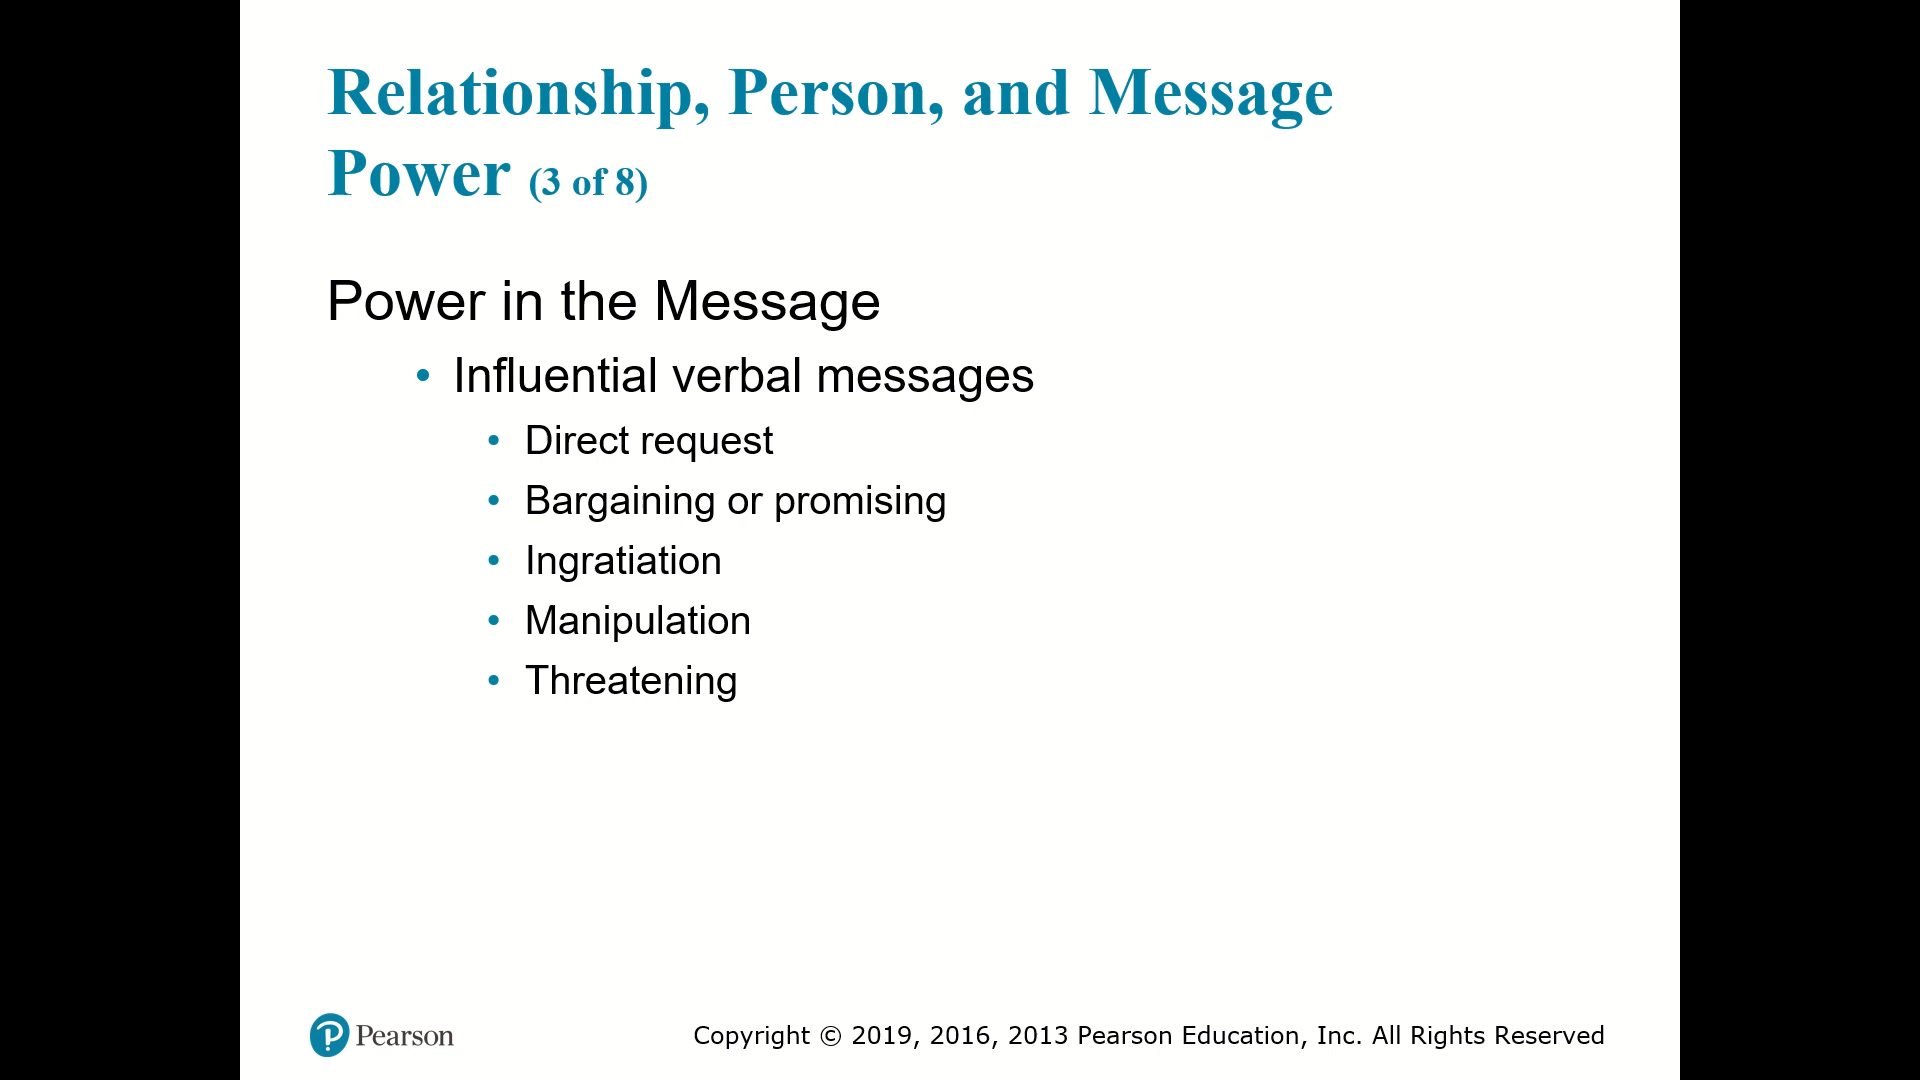 Relationship, Person, and Message
Power (3 of 8)
Power in the Message
• Influential verbal messages
• Direct request
• Bargaining or promising
• Ingratiation
• Manipulation
• Threatening
Pearson
Copyright © 2019, 2016, 2013 Pearson Education, Inc. All Rights Reserved